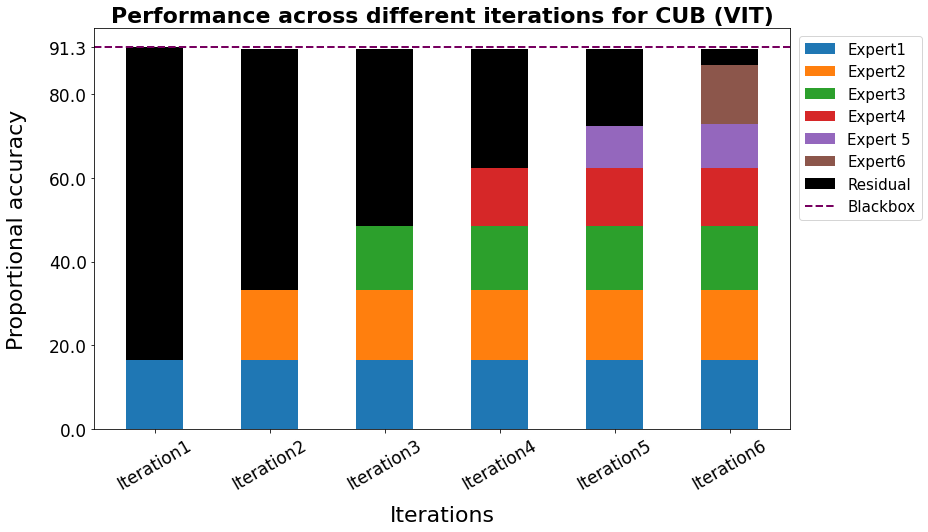 Performance across different iterations for CUB (VIT)
Proportional accuracy
91.3
80.0
60.0
40.0
20.0
0.0
Iteration1
Iteration2
Iteration3
Iteration4
Iteration5
Iteration6
Iterations
Expert1
Expert2
Expert3
Expert4
Expert 5
Expert6
Residual
Blackbox